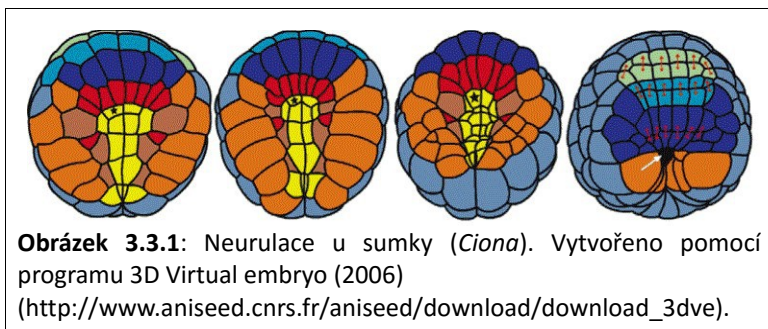 Obrázek 3.3.1: Neurulace u sumky (Ciona). Vytvořeno pomocí
programu 3D Virtual embryo (2006)
(http://www.aniseed.cnrs.fr/aniseed/download/download_3dve).